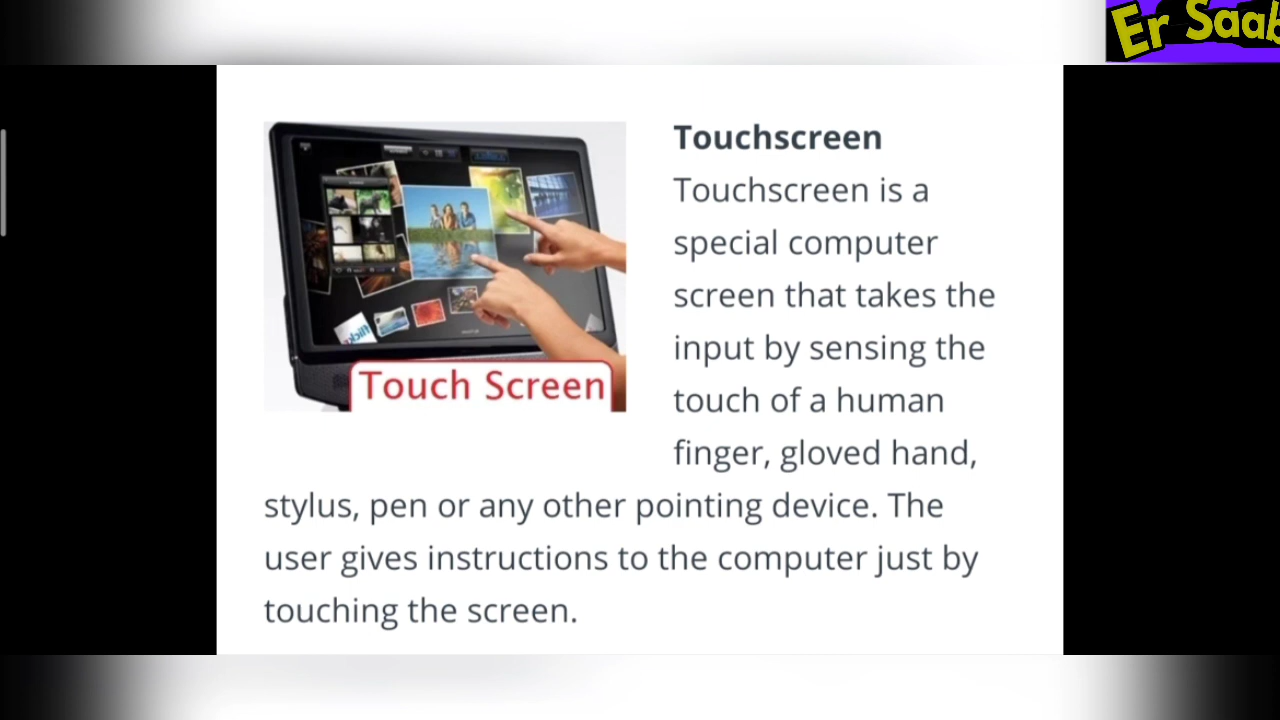 Er Saab
Touchscreen
Touchscreen is a
special computer
screen that takes the
input by sensing the
touch of a human
finger, gloved hand,
Touch Screen
stylus, pen or any other pointing device. The
user gives instructions to the computer just by
touching the screen.